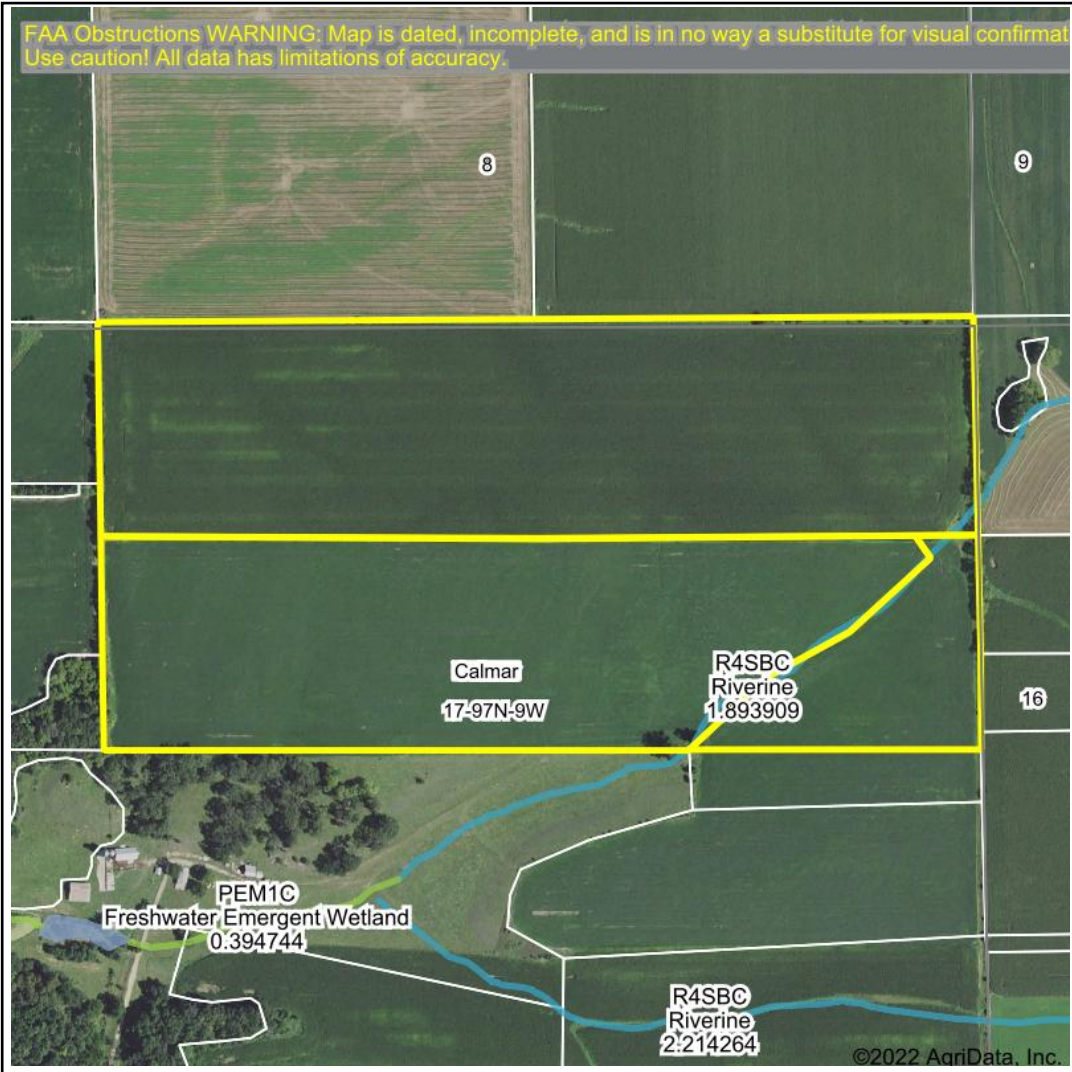 FAA Obstructions WARNING: Map is dated, incomplete, and is in no way a substitute for visual confirmat
Use caution! All data has limitations of accuracy.
8
9
Calmar
17-97N-9W
R4SBC
Riverine
1.893909
16
PEM1C
Freshwater Emergent Wetland
0.394744
R4SBC
Riverine
2.214264
©2022 AgriData, Inc.